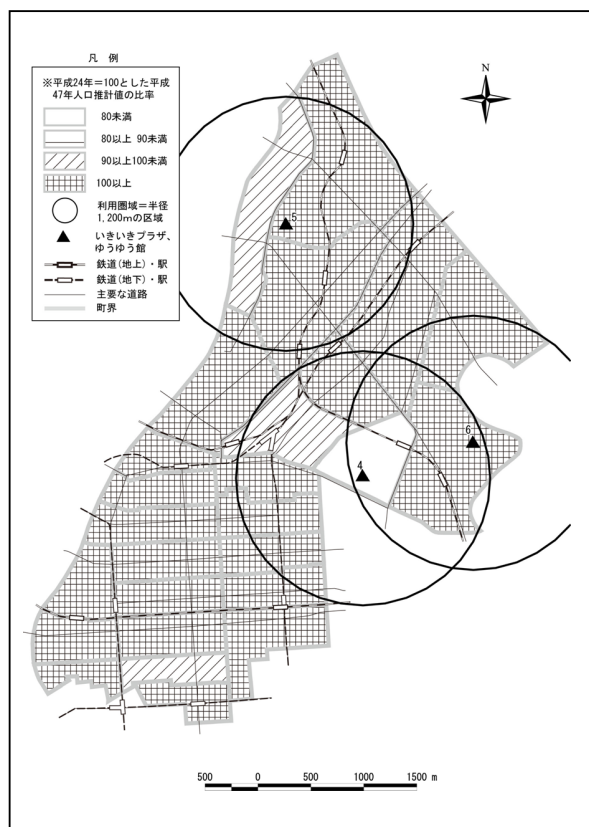 凡 例
※平成24年＝100とした平成
47年人口推計値の比率
80未満
80以上 90未満
90以上100未満
100以上
利用圏域＝半径
1,200mの区域
いきいきプラザ、
ゆうゆう館
鉄道(地上)・駅
鉄道(地下)・駅
主要な道路
町界
N
5
6
4
500 0 500 1000 1500 m